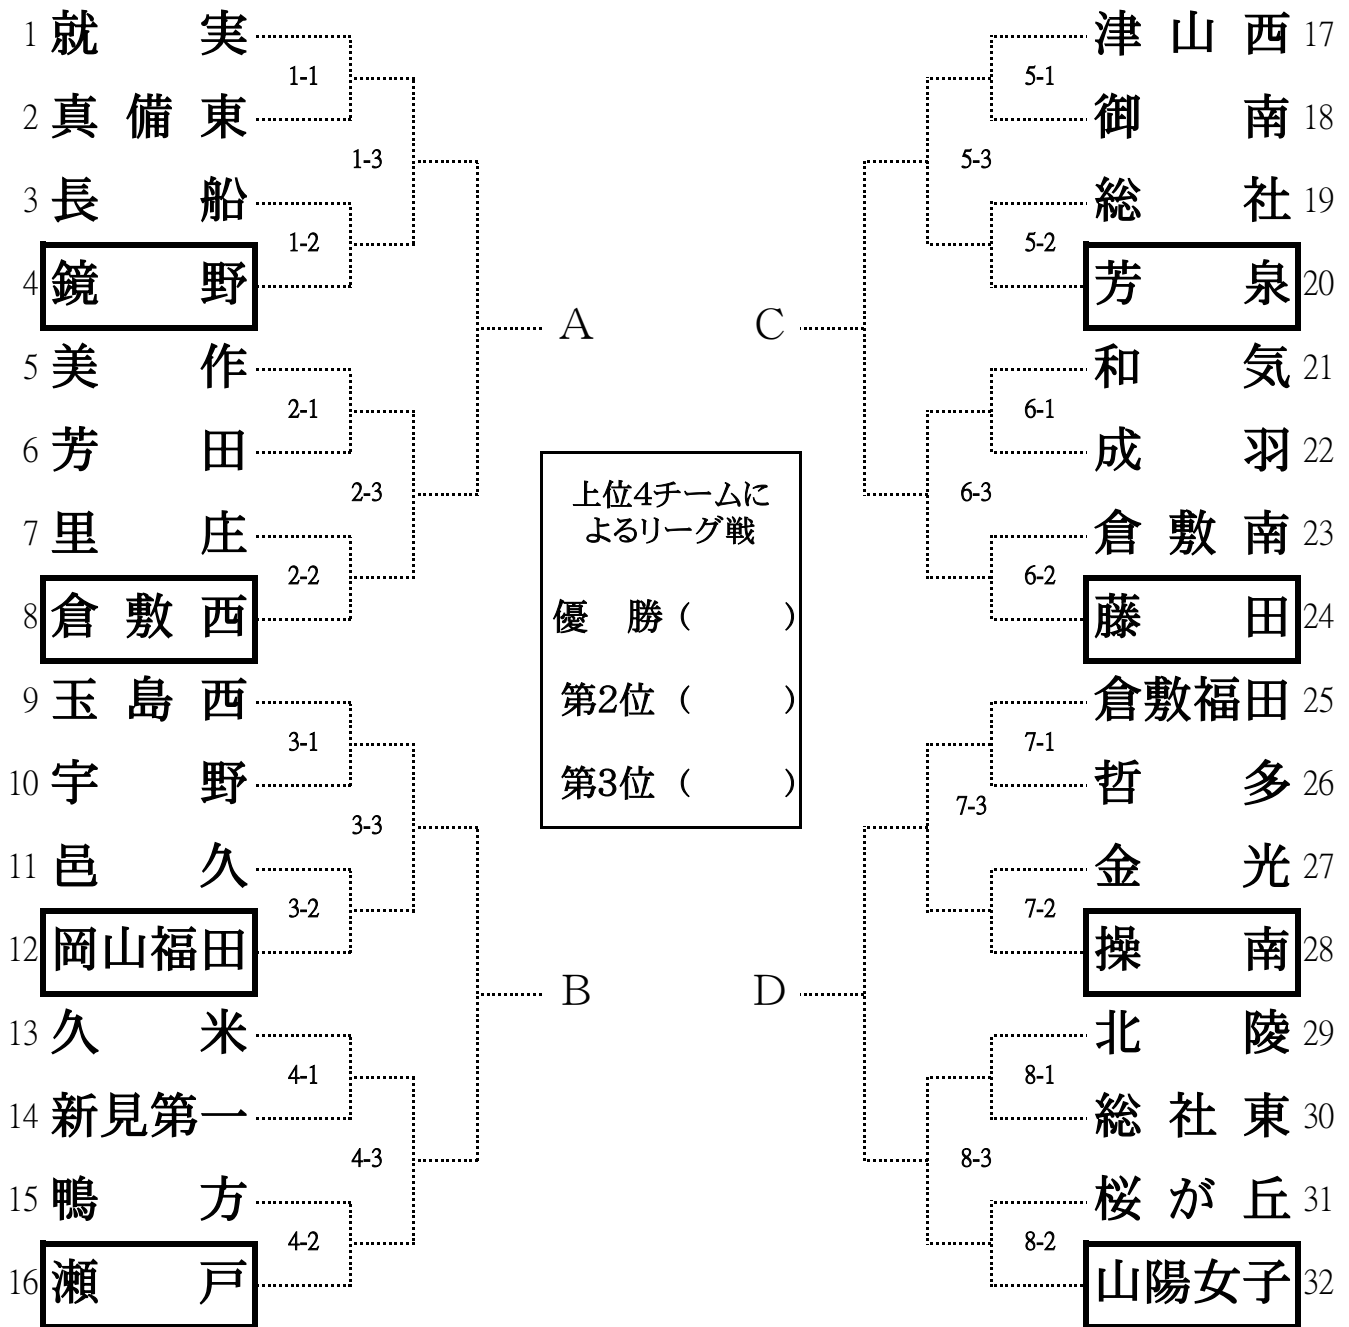 1 就実
1-1
2 真備東
1-3
3 長船
1-2
4 鏡野
A
5 美作
2-1
6 芳田
2-3
7 里庄
2-2
8 倉敷西
9 玉島西
3-1
10 宇野
3-3
11 邑久
3-2
12 岡山福田
B
13 久米
4-1
14 新見第一
4-3
15 鴨方
4-2
16 瀬戸
上位4チームに
よるリーグ戦
優勝（　　）
第2位（　　）
第3位（　　）
津山西 17
5-1
御南 18
5-3
総社 19
5-2
芳泉 20
C
和気 21
6-1
成羽 22
6-3
倉敷南 23
6-2
藤田 24
倉敷福田 25
7-1
哲多 26
7-3
金光 27
7-2
操南 28
D
北陵 29
8-1
総社東 30
8-3
桜が丘 31
8-2
山陽女子 32